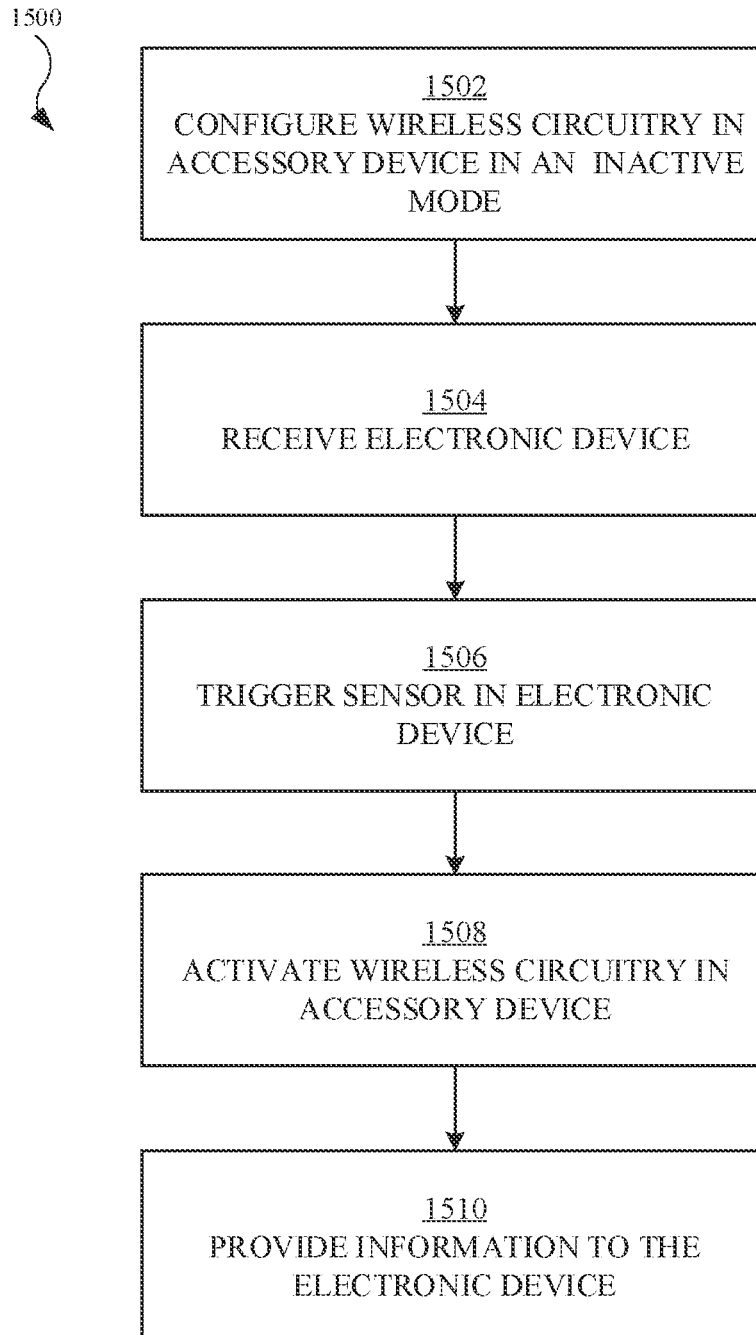 1500
1502
CONFIGURE WIRELESS CIRCUITRY IN
ACCESSORY DEVICE IN AN INACTIVE
MODE
1504
RECEIVE ELECTRONIC DEVICE
1506
TRIGGER SENSOR IN ELECTRONIC
DEVICE
1508
ACTIVATE WIRELESS CIRCUITRY IN
ACCESSORY DEVICE
1510
PROVIDE INFORMATION TO THE
ELECTRONIC DEVICE